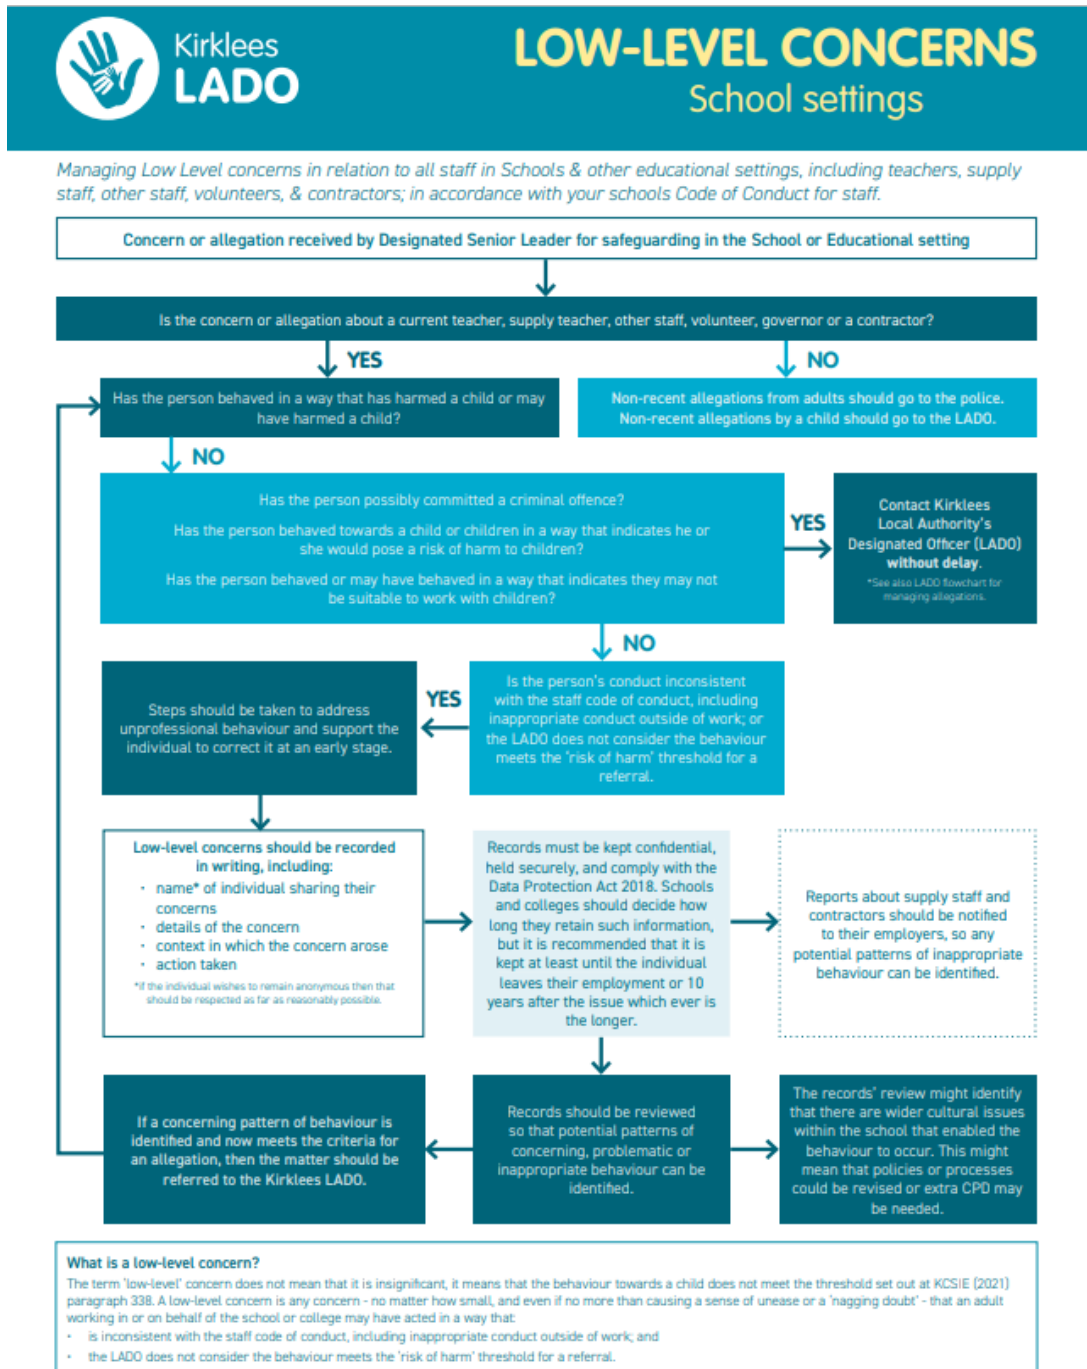 Kirklees
LADO
LOW-LEVEL CONCERNS
School settings
Managing Low Level concerns in relation to all staff in Schools & other educational settings, including teachers, supply
staff, other staff, volunteers, & contractors; in accordance with your schools Code of Conduct for staff.
Concern or allegation received by Designated Senior Leader for safeguarding in the School or Educational setting
Is the concern or allegation about a current teacher, supply teacher, other staff, volunteer, governor or a contractor?
YES
NO
Has the person behaved in a way that has harmed a child or may
have harmed a child?
Non-recent allegations from adults should go to the police.
Non-recent allegations by a child should go to the LADO.
NO
Has the person possibly committed a criminal offence?
Has the person behaved towards a child or children in a way that indicates he or
she would pose a risk of harm to children?
Has the person behaved or may have behaved in a way that indicates they may not
be suitable to work with children?
YES
Contact Kirklees
Local Authority's
Designated Officer (LADO)
without delay.
*See also LADO flowchart for
managing allegations.
NO
Is the person's conduct inconsistent
with the staff code of conduct, including
inappropriate conduct outside of work; or
the LADO does not consider the behaviour
meets the 'risk of harm' threshold for a
referral.
YES
Steps should be taken to address
unprofessional behaviour and support the
individual to correct it at an early stage.
Low-level concerns should be recorded
in writing, including:
· name* of individual sharing their
concerns
· details of the concern
· context in which the concern arose
· action taken
*if the individual wishes to remain anonymous then that
should be respected as far as reasonably possible.
Records must be kept confidential,
held securely, and comply with the
Data Protection Act 2018. Schools
and colleges should decide how
long they retain such information,
but it is recommended that it is
kept at least until the individual
leaves their employment or 10
years after the issue which ever is
the longer.
Reports about supply staff and
contractors should be notified
to their employers, so any
potential patterns of inappropriate
behaviour can be identified.
If a concerning pattern of behaviour is
identified and now meets the criteria for
an allegation, then the matter should be
referred to the Kirklees LADO.
Records should be reviewed
so that potential patterns of
concerning, problematic or
inappropriate behaviour can be
identified.
The records' review might identify
that there are wider cultural issues
within the school that enabled the
behaviour to occur. This might
mean that policies or processes
could be revised or extra CPD may
be needed.
What is a low-level concern?
The term 'low-level' concern does not mean that it is insignificant, it means that the behaviour towards a child does not meet the threshold set out at KCSiE (2021)
paragraph 338. A low-level concern is any concern - no matter how small, and even if no more than causing a sense of unease or a 'nagging doubt' - that an adult
working in or on behalf of the school or college may have acted in a way that:
· is inconsistent with the staff code of conduct, including inappropriate conduct outside of work; and
· the LADO does not consider the behaviour meets the 'risk of harm' threshold for a referral.